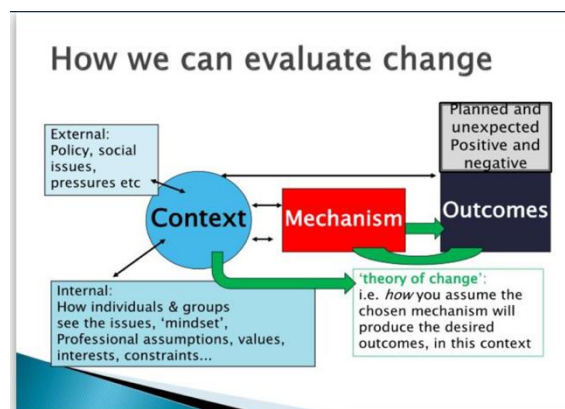 How we can evaluate change
Planned and
unexpected
Positive and
negative
External:
Policy, social
issues,
pressures etc
Context
Mechanism
Outcomes
Internal:
How individuals & groups
see the issues, ‘mindset’,
Professional assumptions, values,
interests, constraints...
‘theory of change’:
i.e. how you assume the
chosen mechanism will
produce the desired
outcomes, in this context